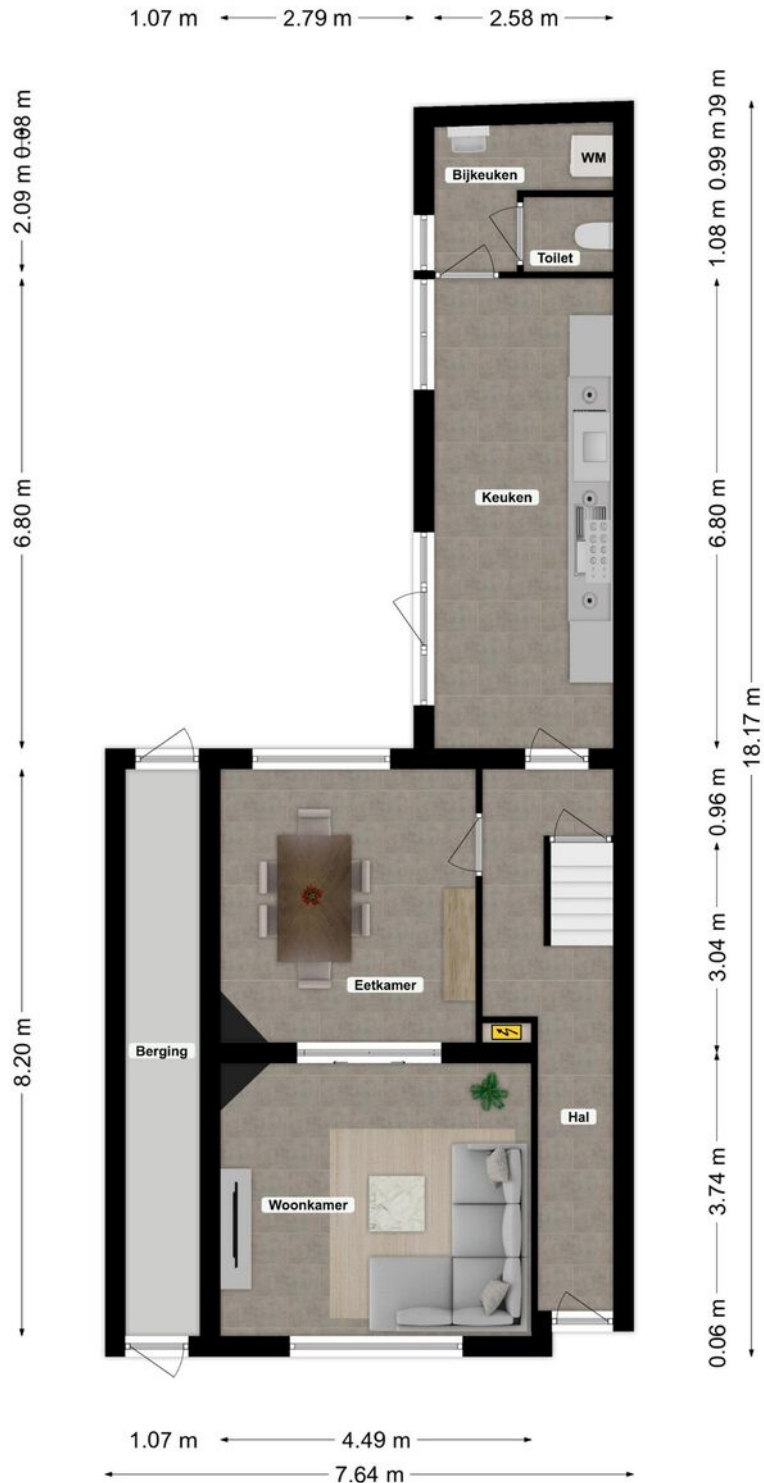 1.07 m 2.79 m 2.58 m
2.09 m 0.08 m
0.99 m
1.08 m
Bijkeuken
WM
Toilet
6.80 m
Keuken
6.80 m
18.17 m
0.96 m
3.04 m
Eetkamer
8.20 m
Berging
Hal
3.74 m
Woonkamer
0.06 m
1.07 m 4.49 m
7.64 m